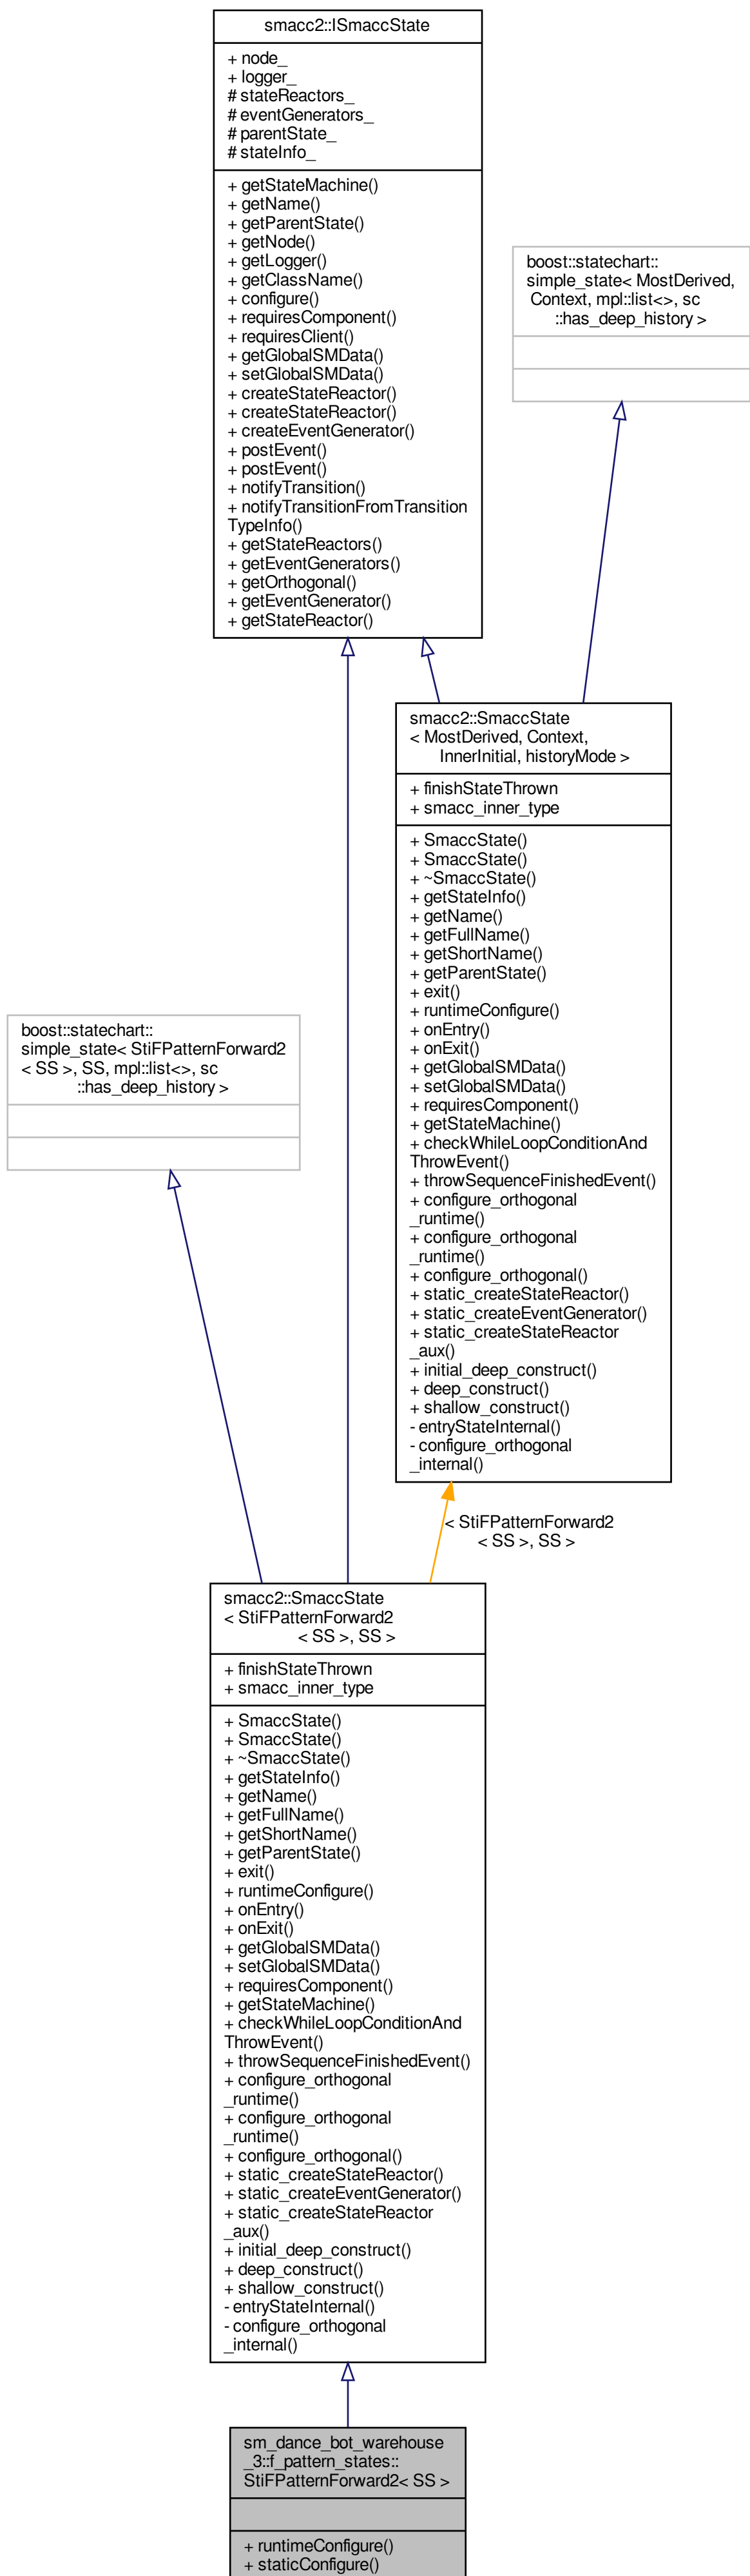 smacc2::ISmaccState
+ node_
+ logger_
# stateReactors_
# eventGenerators_
# parentState_
# stateInfo_
+ getStateMachine()
+ getName()
+ getParentState()
+ getNode()
+ getLogger()
+ getClassName()
+ configure()
+ requiresComponent()
+ requiresClient()
+ getGlobalSMData()
+ setGlobalSMData()
+ createStateReactor()
+ createStateReactor()
+ createEventGenerator()
+ postEvent()
+ postEvent()
+ notifyTransition()
+ notifyTransitionFromTransition
TypeInfo()
+ getStateReactors()
+ getEventGenerators()
+ getOrthogonal()
+ getEventGenerator()
+ getStateReactor()
boost::statechart::
simple_state< MostDerived,
Context, mpl::list<>, sc
::has_deep_history >
smacc2::SmaccState
< MostDerived, Context,
InnerInitial, historyMode >
+ finishStateThrown
+ smacc_inner_type
+ SmaccState()
+ SmaccState()
+ ~SmaccState()
+ getStateInfo()
+ getName()
+ getFullName()
+ getShortName()
+ getParentState()
+ exit()
+ runtimeConfigure()
+ onEntry()
+ onExit()
+ getGlobalSMData()
+ setGlobalSMData()
+ requiresComponent()
+ getStateMachine()
+ checkWhileLoopConditionAnd
ThrowEvent()
+ throwSequenceFinishedEvent()
+ configure_orthogonal
_runtime()
+ configure_orthogonal
_runtime()
+ configure_orthogonal()
+ static_createStateReactor()
+ static_createEventGenerator()
+ static_createStateReactor
_aux()
+ initial_deep_construct()
+ deep_construct()
+ shallow_construct()
- entryStateInternal()
- configure_orthogonal
_internal()
boost::statechart::
simple_state< StiFPatternForward2
< SS >, SS, mpl::list<>, sc
::has_deep_history >
< StiFPatternForward2
< SS >, SS >
smacc2::SmaccState
< StiFPatternForward2
< SS >, SS >
+ finishStateThrown
+ smacc_inner_type
+ SmaccState()
+ SmaccState()
+ ~SmaccState()
+ getStateInfo()
+ getName()
+ getFullName()
+ getShortName()
+ getParentState()
+ exit()
+ runtimeConfigure()
+ onEntry()
+ onExit()
+ getGlobalSMData()
+ setGlobalSMData()
+ requiresComponent()
+ getStateMachine()
+ checkWhileLoopConditionAnd
ThrowEvent()
+ throwSequenceFinishedEvent()
+ configure_orthogonal
_runtime()
+ configure_orthogonal
_runtime()
+ configure_orthogonal()
+ static_createStateReactor()
+ static_createEventGenerator()
+ static_createStateReactor
_aux()
+ initial_deep_construct()
+ deep_construct()
+ shallow_construct()
- entryStateInternal()
- configure_orthogonal
_internal()
sm_dance_bot_warehouse
_3::f_pattern_states::
StiFPatternForward2< SS >
+ runtimeConfigure()
+ staticConfigure()